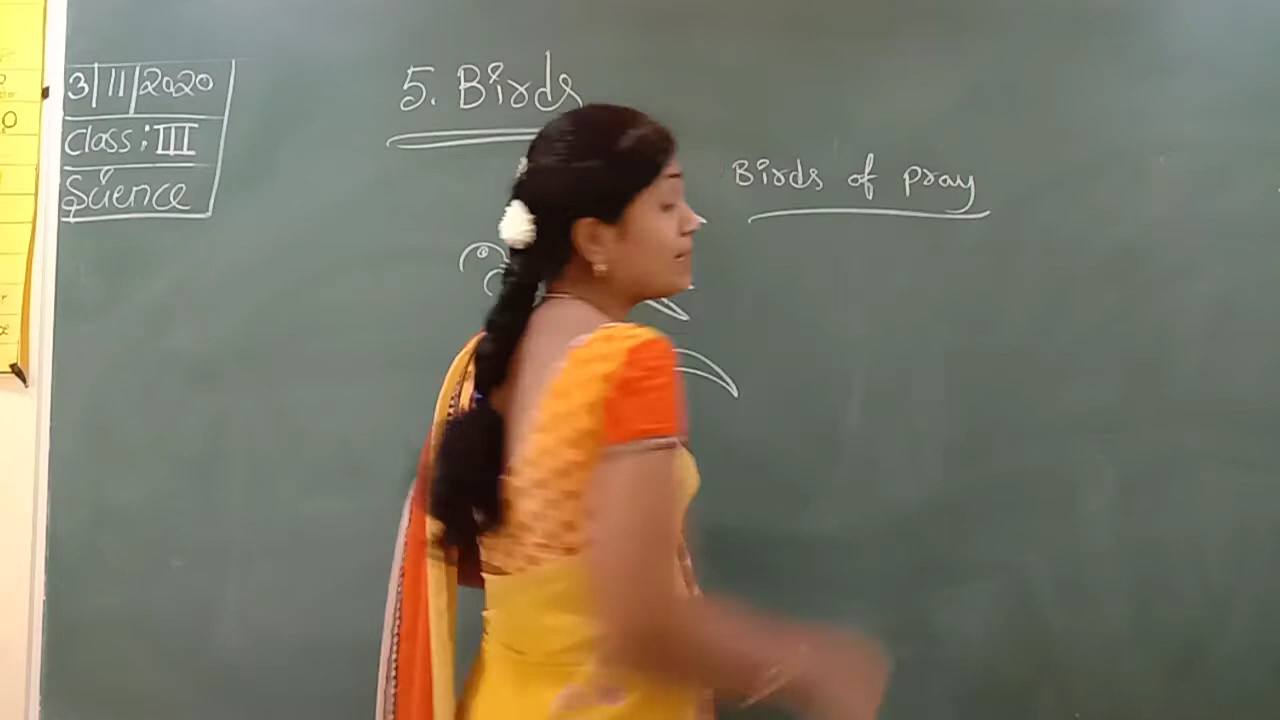 3|11|2020
Class: III
Science
5. Birds
Birds of pray